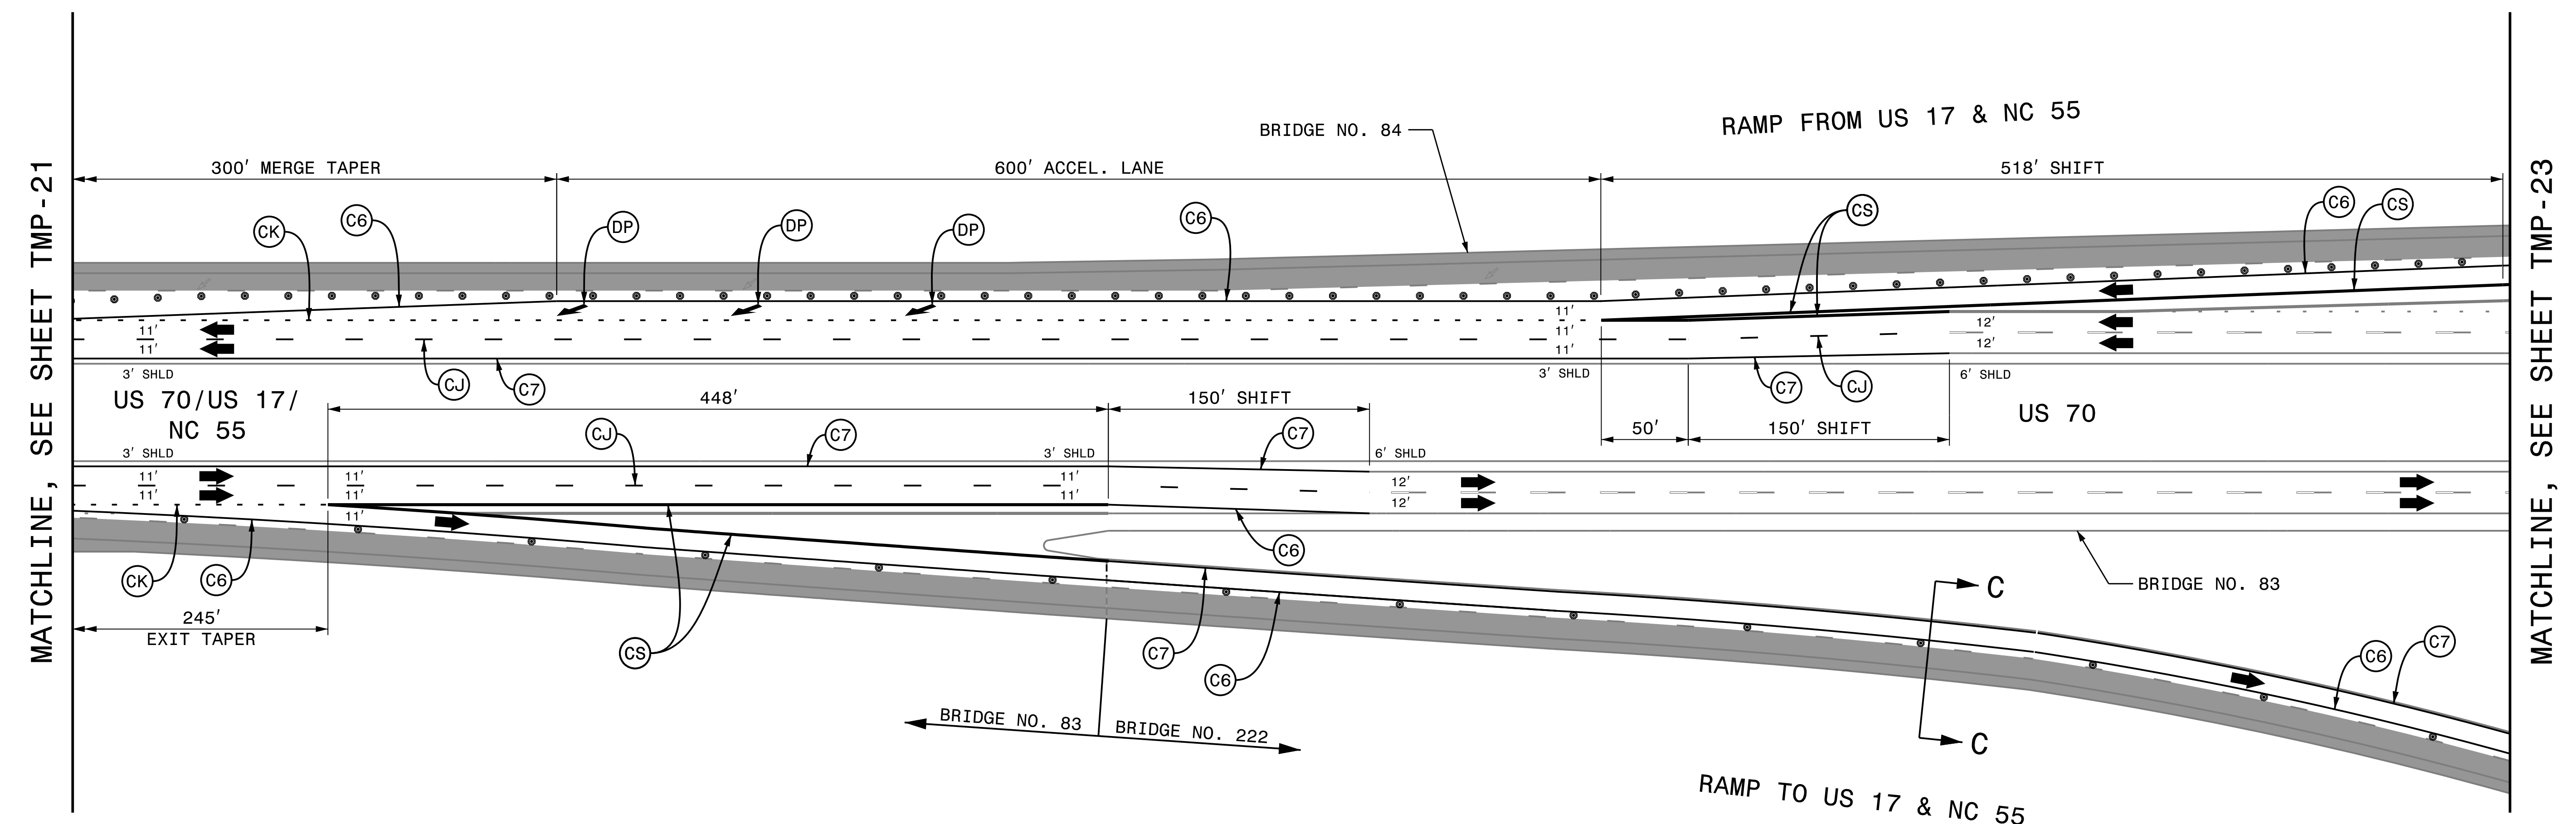 MATCHLINE, SEE SHEET TMP-21
MATCHLINE, SEE SHEET TMP-23
RAMP FROM US 17 & NC 55
BRIDGE NO. 84
300' MERGE TAPER
600' ACCEL. LANE
518' SHIFT
CK
C6
DP
DP
DP
C6
CS
C6
CS
11'
11'
11'
11'
11'
12'
12'
3' SHLD
CJ
C7
3' SHLD
C7
CJ
6' SHLD
US 70/US 17/
NC 55
448'
150' SHIFT
50'
150' SHIFT
US 70
CJ
C7
C7
3' SHLD
3' SHLD
6' SHLD
11'
11'
11'
11'
11'
11'
11'
12'
12'
CK
C6
C6
245'
EXIT TAPER
CS
C7
C6
BRIDGE NO. 83
C
C
BRIDGE NO. 83
BRIDGE NO. 222
C6
C7
RAMP TO US 17 & NC 55